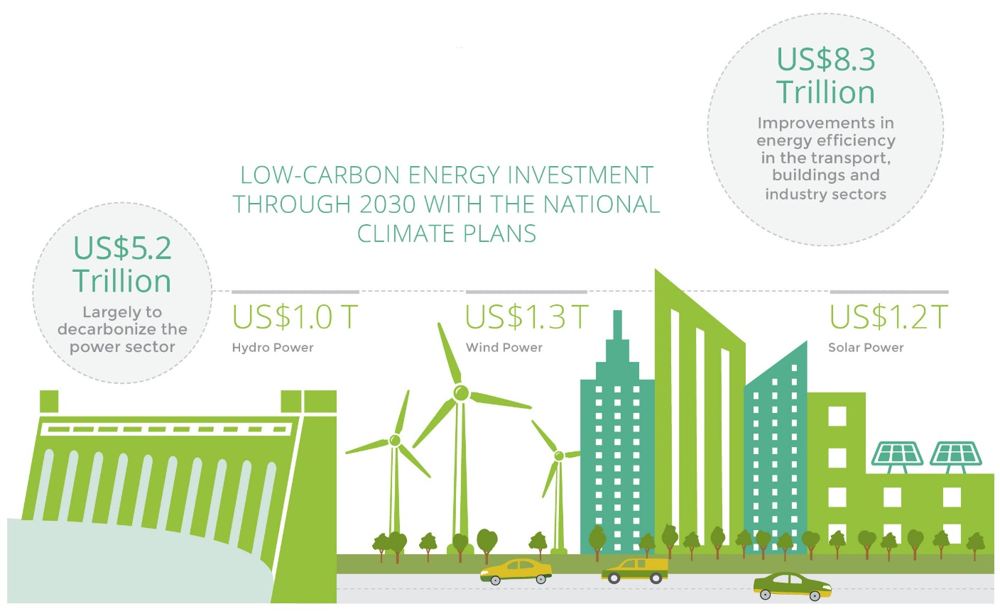 US$8.3
Trillion
Improvements in
energy efficiency
in the transport,
buildings and
industry sectors
LOW-CARBON ENERGY INVESTMENT
THROUGH 2030 WITH THE NATIONAL
CLIMATE PLANS
US$5.2
Trillion
Largely to
decarbonize the
power sector
US$1.0 T
Hydro Power
US$1.3 T
Wind Power
US$1.2 T
Solar Power